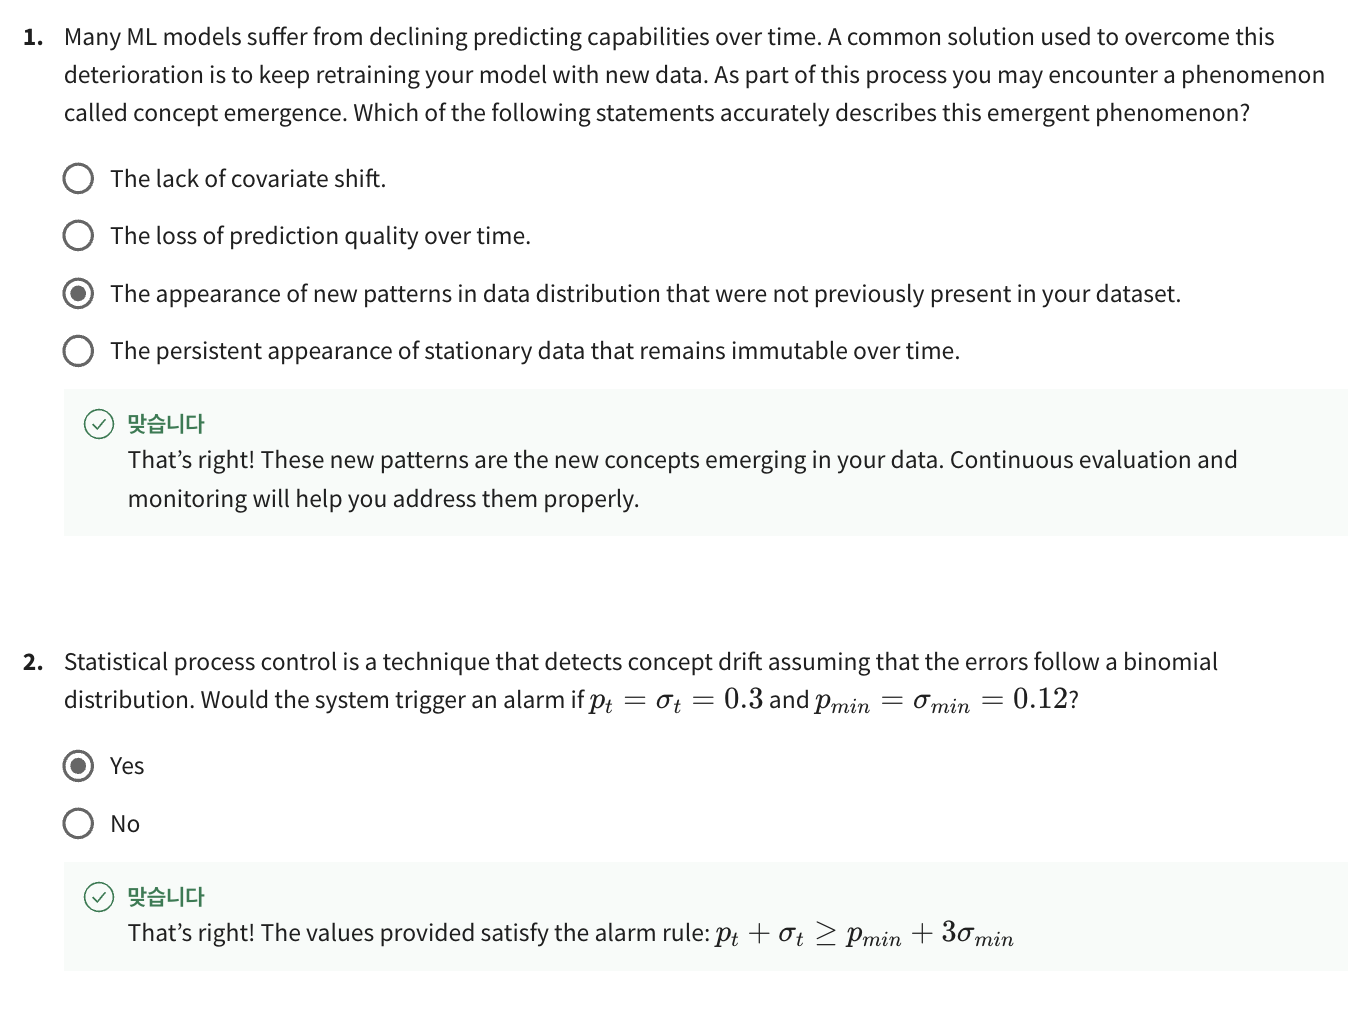 1. Many ML models suffer from declining predicting capabilities over time. A common solution used to overcome this
deterioration is to keep retraining your model with new data. As part of this process you may encounter a phenomenon
called concept emergence. Which of the following statements accurately describes this emergent phenomenon?
The lack of covariate shift.
The loss of prediction quality over time.
The appearance of new patterns in data distribution that were not previously present in your dataset.
The persistent appearance of stationary data that remains immutable over time.
맞습니다
That’s right! These new patterns are the new concepts emerging in your data. Continuous evaluation and
monitoring will help you address them properly.
2. Statistical process control is a technique that detects concept drift assuming that the errors follow a binomial
distribution. Would the system trigger an alarm if $p_t = \sigma_t = 0.3$ and $p_{min} = \sigma_{min} = 0.12$?
Yes
No
맞습니다
That’s right! The values provided satisfy the alarm rule: $p_t + \sigma_t \geq p_{min} + 3\sigma_{min}$